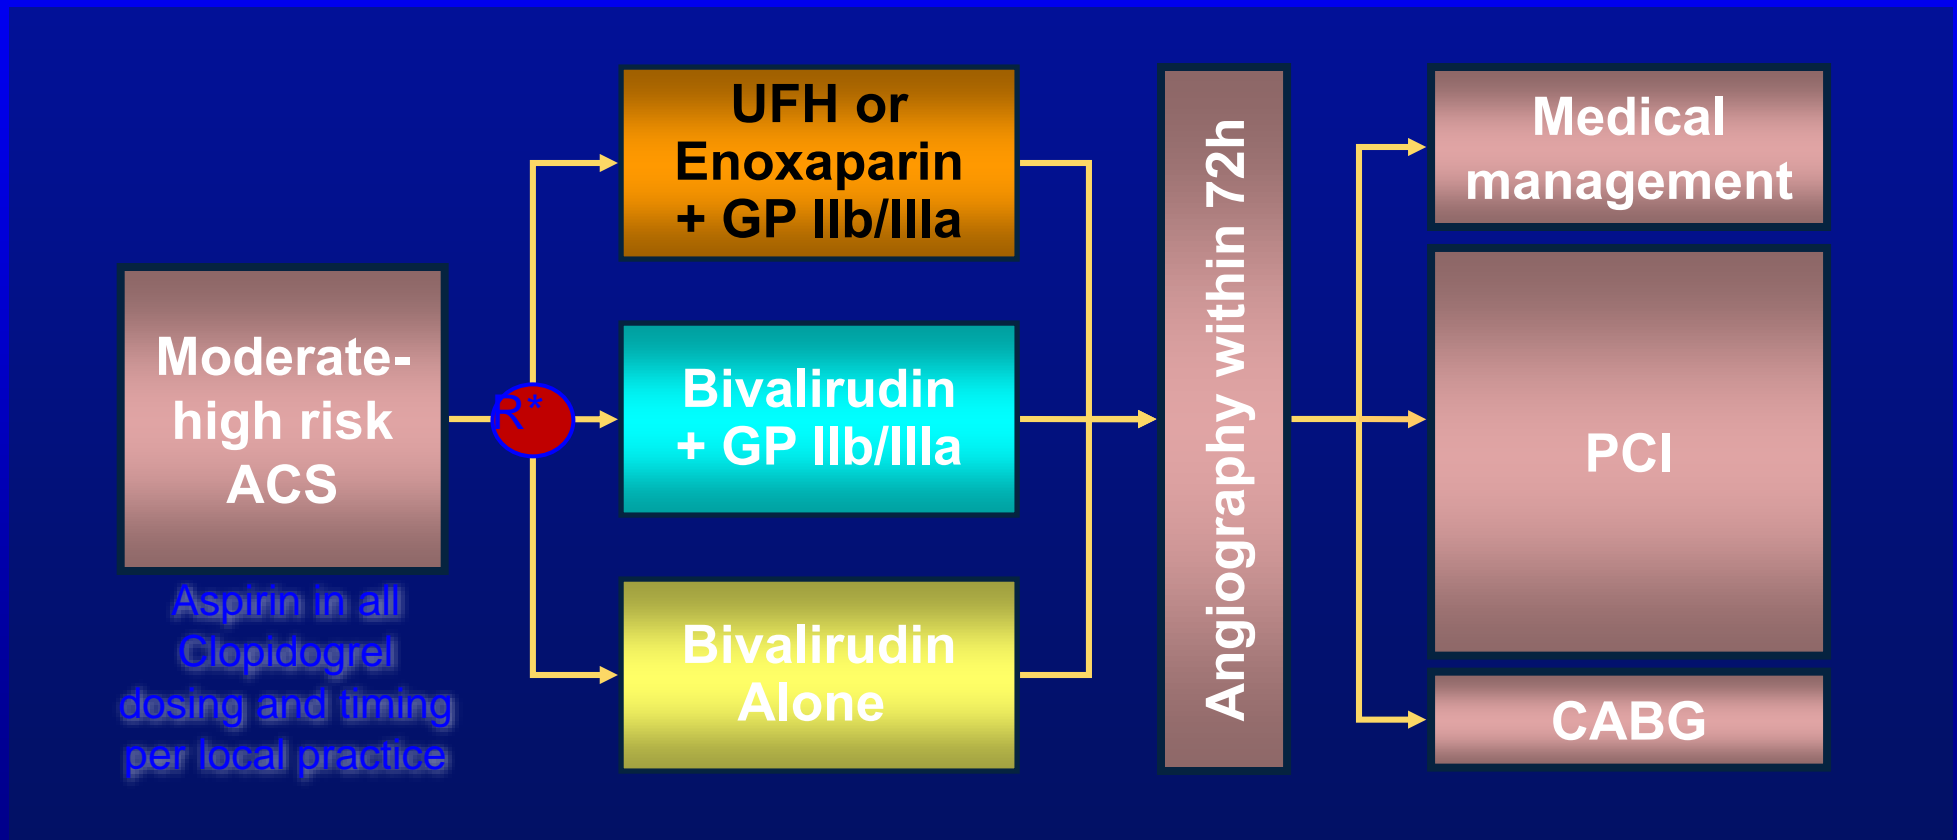 Moderate-
high risk
ACS
Aspirin in all
Clopidogrel
dosing and timing
per local practice
R*
UFH or
Enoxaparin
+ GP IIb/IIIa
Bivalirudin
+ GP IIb/IIIa
Bivalirudin
Alone
Angiography within 72h
Medical
management
PCI
CABG